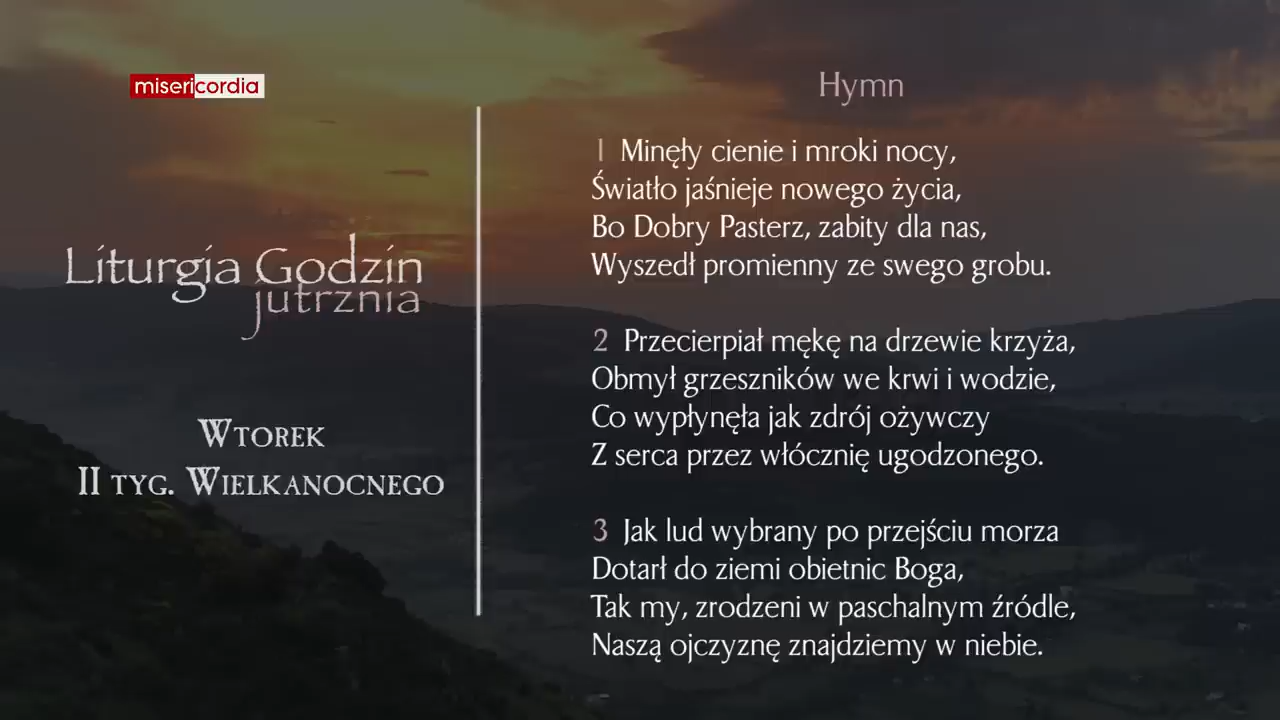 misericordia
Liturgia Godzin
jutrznia
Wtorek
II tyg. Wielkanocnego
Hymn
1 Minęły cienie i mroki nocy,
Światło jaśnieje nowego życia,
Bo Dobry Pasterz, zabity dla nas,
Wyszedł promienny ze swego grobu.
2 Przecierpiał mękę na drzewie krzyża,
Obmył grzeszników we krwi i wodzie,
Co wypłynęła jak zdrój ożywczy
Z serca przez włócznię ugodzonego.
3 Jak lud wybrany po przejściu morza
Dotarł do ziemi obietnic Boga,
Tak my, zrodzeni w paschalnym źródle,
Naszą ojczyznę znajdziemy w niebie.